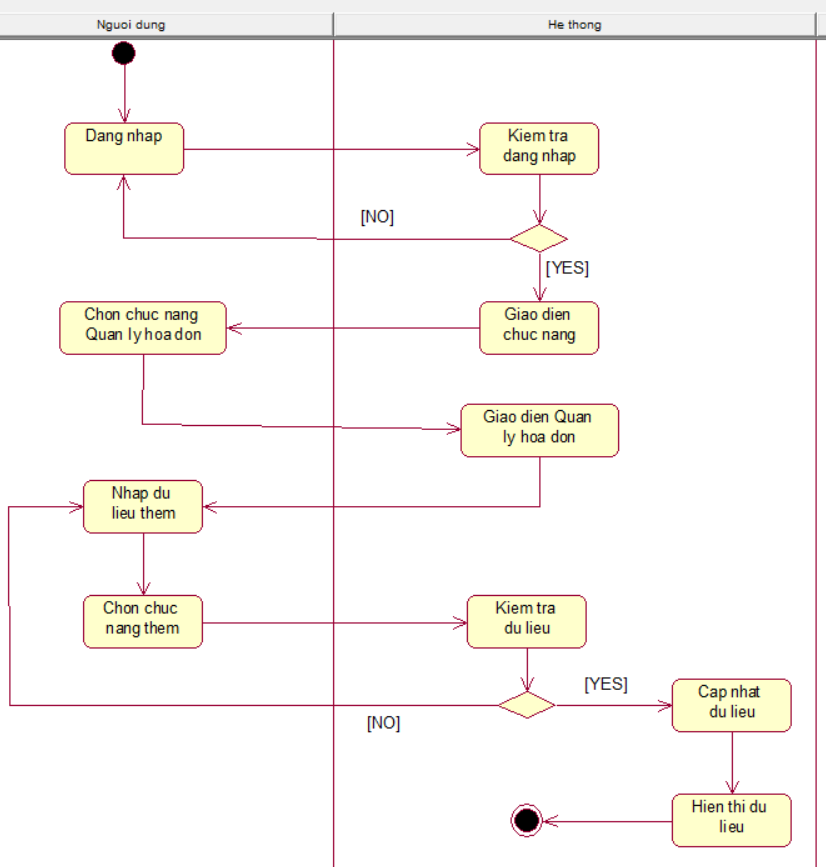 Nguoi dung
He thong
Dang nhap
Kiem tra
dang nhap
[NO]
[YES]
Chon chuc nang
Quan ly hoa don
Giao dien
chuc nang
Giao dien Quan
ly hoa don
Nhap du
lieu them
Chon chuc
nang them
Kiem tra
du lieu
[YES]
[NO]
Cap nhat
du lieu
Hien thi du
lieu